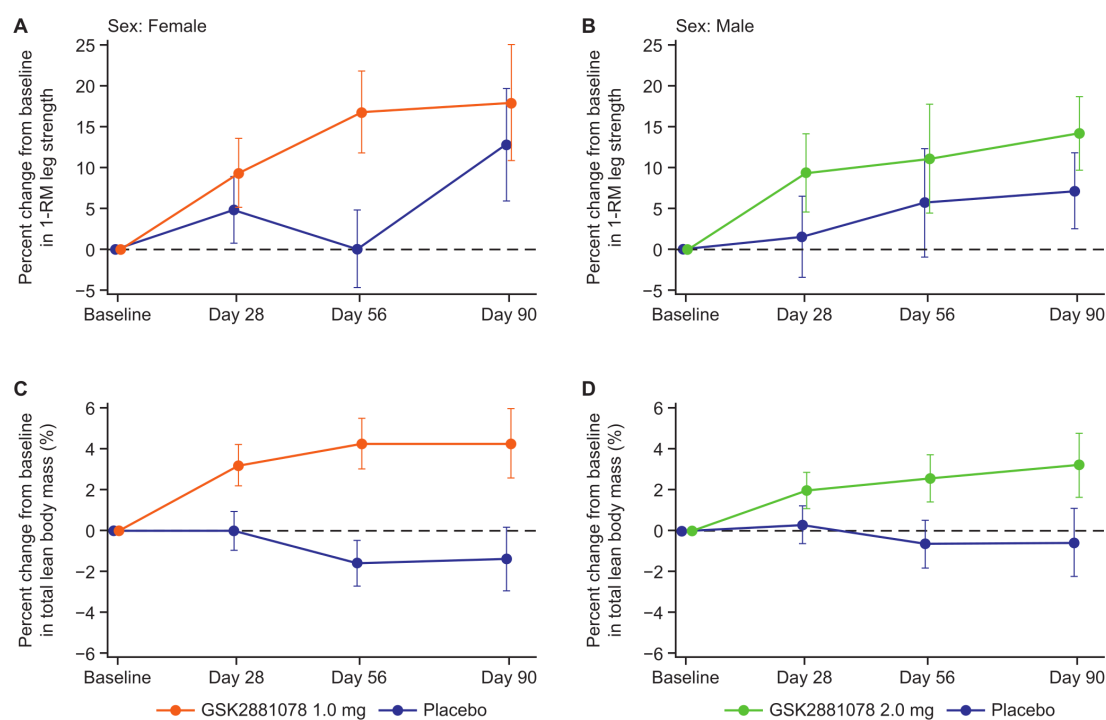 A
Sex: Female
Percent change from baseline
in 1-RM leg strength
25
20
15
10
5
0
−5
Baseline
Day 28
Day 56
Day 90
B
Sex: Male
Percent change from baseline
in 1-RM leg strength
25
20
15
10
5
0
−5
Baseline
Day 28
Day 56
Day 90
C
Percent change from baseline
in total lean body mass (%)
6
4
2
0
−2
−4
−6
Baseline
Day 28
Day 56
Day 90
GSK2881078 1.0 mg
Placebo
D
Percent change from baseline
in total lean body mass (%)
6
4
2
0
−2
−4
−6
Baseline
Day 28
Day 56
Day 90
GSK2881078 2.0 mg
Placebo